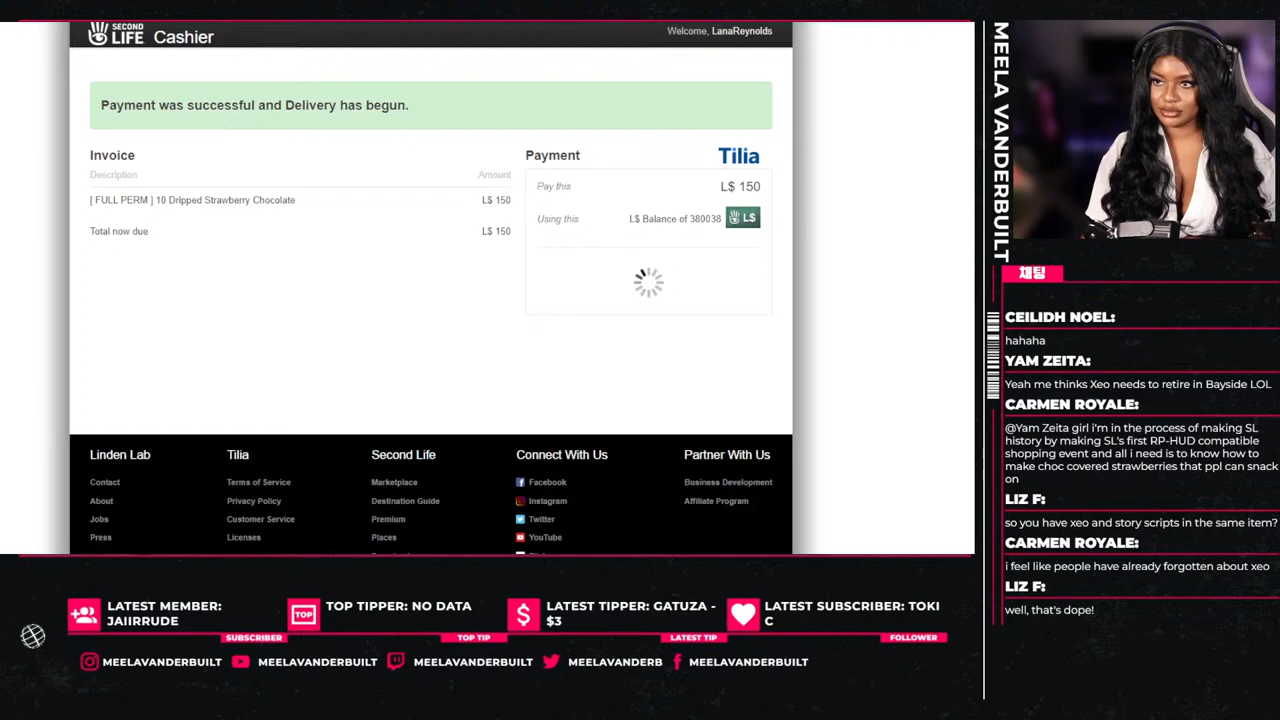 SECOND LIFE Cashier
Welcome, LanaReynolds
Payment was successful and Delivery has begun.
Invoice
Description Amount
[ FULL PERM ] 10 Dripped Strawberry Chocolate L$ 150
Total now due L$ 150
Payment Tilia
Pay this L$ 150
Using this L$ Balance of 380038 L$
Linden Lab
Contact
About
Jobs
Press
Tilia
Terms of Service
Privacy Policy
Customer Service
Licenses
Second Life
Marketplace
Destination Guide
Premium
Places
Connect With Us
Facebook
Instagram
Twitter
YouTube
Partner With Us
Business Development
Affiliate Program
MEELA VANDERBUILT
채팅
CEILIDH NOEL:
hahaha
YAM ZEITA:
Yeah me thinks Xeo needs to retire in Bayside LOL
CARMEN ROYALE:
@Yam Zeita girl i'm in the process of making SL
history by making SL's first RP-HUD compatible
shopping event and all i need is to know how to
make choc covered strawberries that ppl can snack
on
LIZ F:
so you have xeo and story scripts in the same item?
CARMEN ROYALE:
i feel like people have already forgotten about xeo
LIZ F:
well, that's dope!
LATEST MEMBER:
JAIIRRUDE
SUBSCRIBER
TOP
TOP TIPPER: NO DATA
TOP TIP
LATEST TIPPER: GATUZA -
$3
LATEST TIP
LATEST SUBSCRIBER: TOKI
C
FOLLOWER
MEELAVANDERBUILT MEELAVANDERBUILT MEELAVANDERBUILT MEELAVANDERB MEELAVANDERBUILT